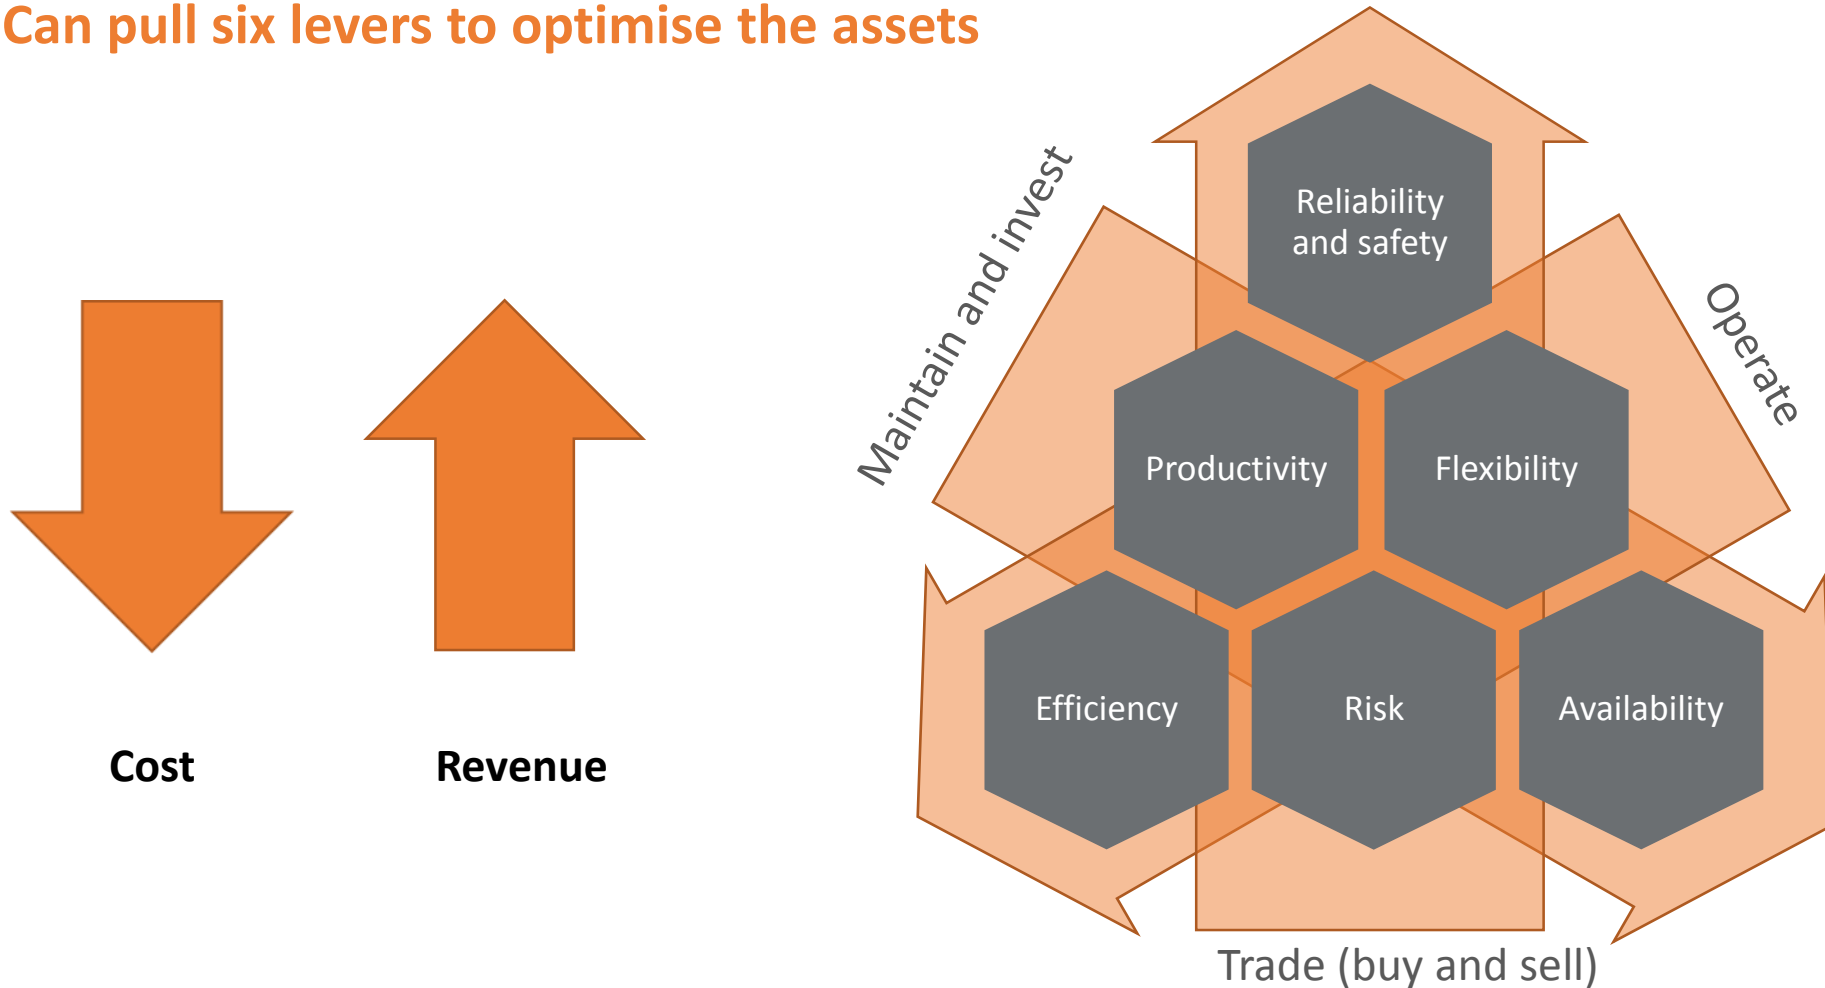 Can pull six levers to optimise the assets
Cost
Revenue
Maintain and invest
Operate
Reliability
and safety
Productivity
Flexibility
Efficiency
Risk
Availability
Trade (buy and sell)